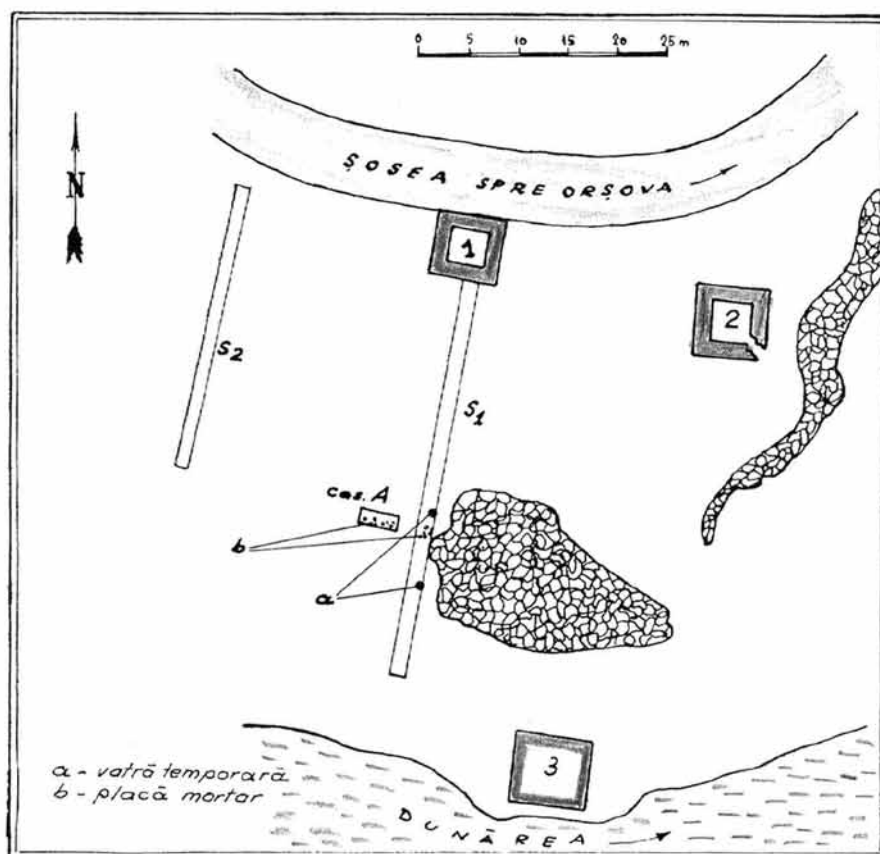 0 5 10 15 20 25 m
N
ȘOSEA SPRE ORȘOVA
1
2
S2
S1
cas. A
b
a
3
a - vatră temporară
b - placă mortar
DUNĂREA